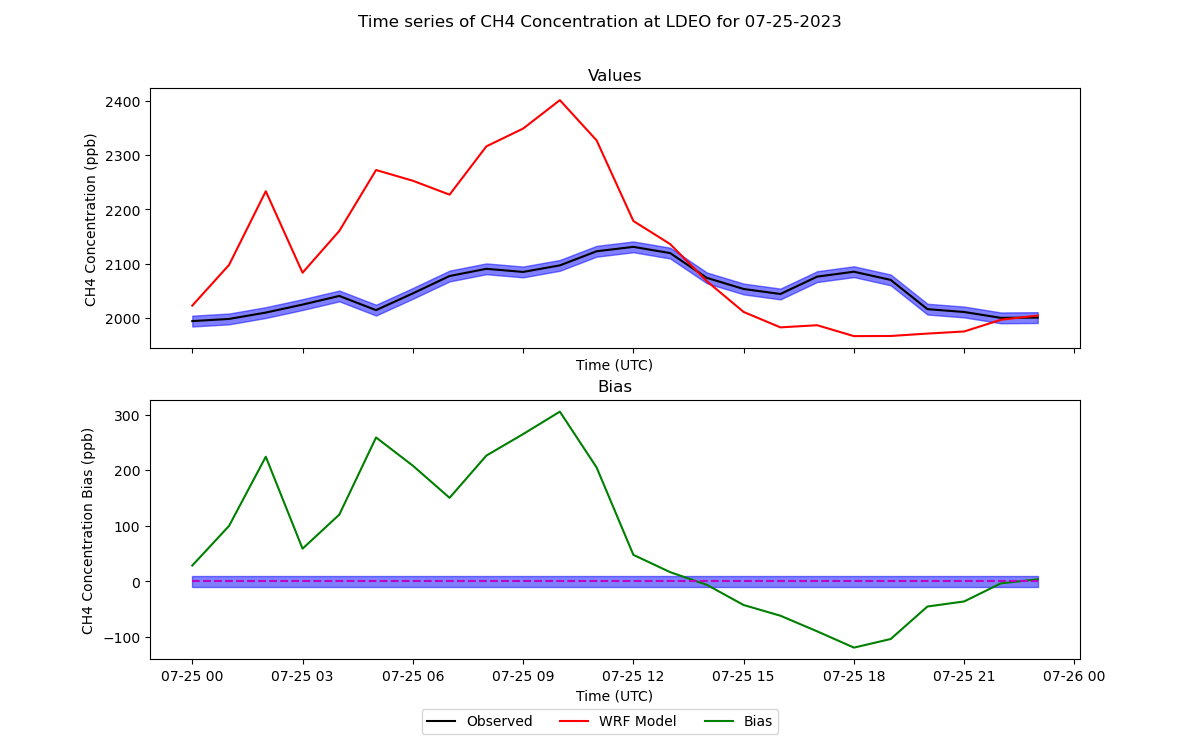 Time series of CH4 Concentration at LDEO for 07-25-2023
Values
CH4 Concentration (ppb)
2400
2300
2200
2100
2000
Time (UTC)
Bias
CH4 Concentration Bias (ppb)
300
200
100
0
−100
07-25 00 07-25 03 07-25 06 07-25 09 07-25 12 07-25 15 07-25 18 07-25 21 07-26 00
Time (UTC)
Observed WRF Model Bias